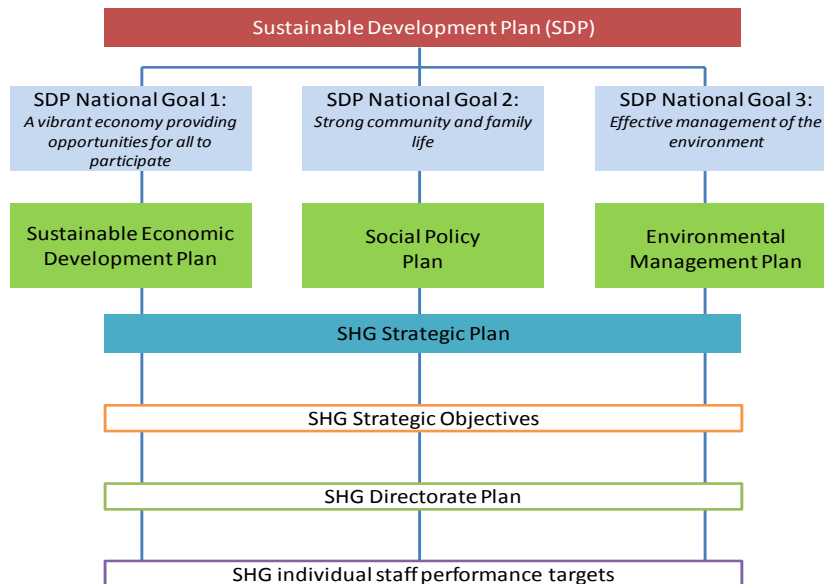 Sustainable Development Plan (SDP)
SDP National Goal 1:
A vibrant economy providing
opportunities for all to
participate
SDP National Goal 2:
Strong community and family
life
SDP National Goal 3:
Effective management of the
environment
Sustainable Economic
Development Plan
Social Policy
Plan
Environmental
Management Plan
SHG Strategic Plan
SHG Strategic Objectives
SHG Directorate Plan
SHG individual staff performance targets